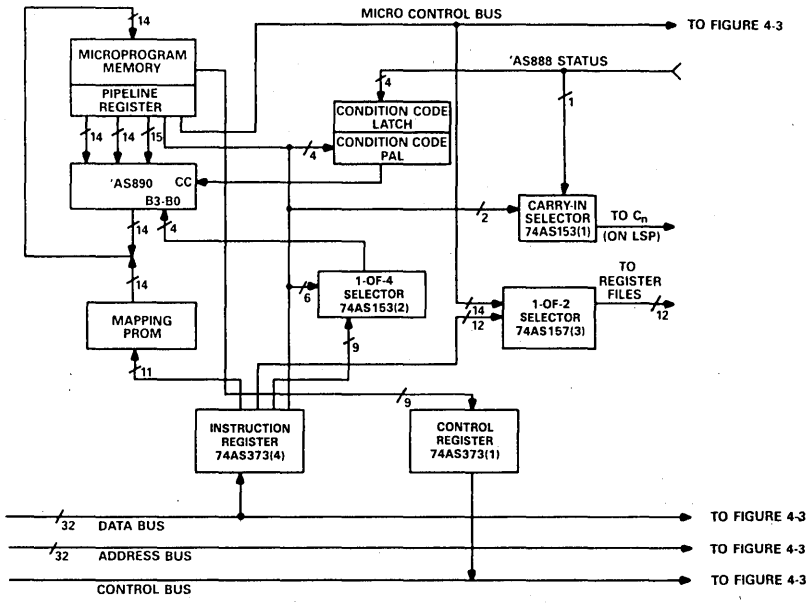 MICRO CONTROL BUS
TO FIGURE 4-3
14
MICROPROGRAM
MEMORY
PIPELINE
REGISTER
'AS888 STATUS
4
1
CONDITION CODE
LATCH
CONDITION CODE
PAL
14
14
15
4
'AS890
CC
B3-B0
2
CARRY-IN
SELECTOR
74AS153(1)
TO Cn
(ON LSP)
14
4
14
6
1-OF-4
SELECTOR
74AS153(2)
TO
REGISTER
FILES
12
14
12
1-OF-2
SELECTOR
74AS157(3)
MAPPING
PROM
9
11
9
INSTRUCTION
REGISTER
74AS373(4)
CONTROL
REGISTER
74AS373(1)
32
DATA BUS
TO FIGURE 4-3
32
ADDRESS BUS
TO FIGURE 4-3
CONTROL BUS
TO FIGURE 4-3